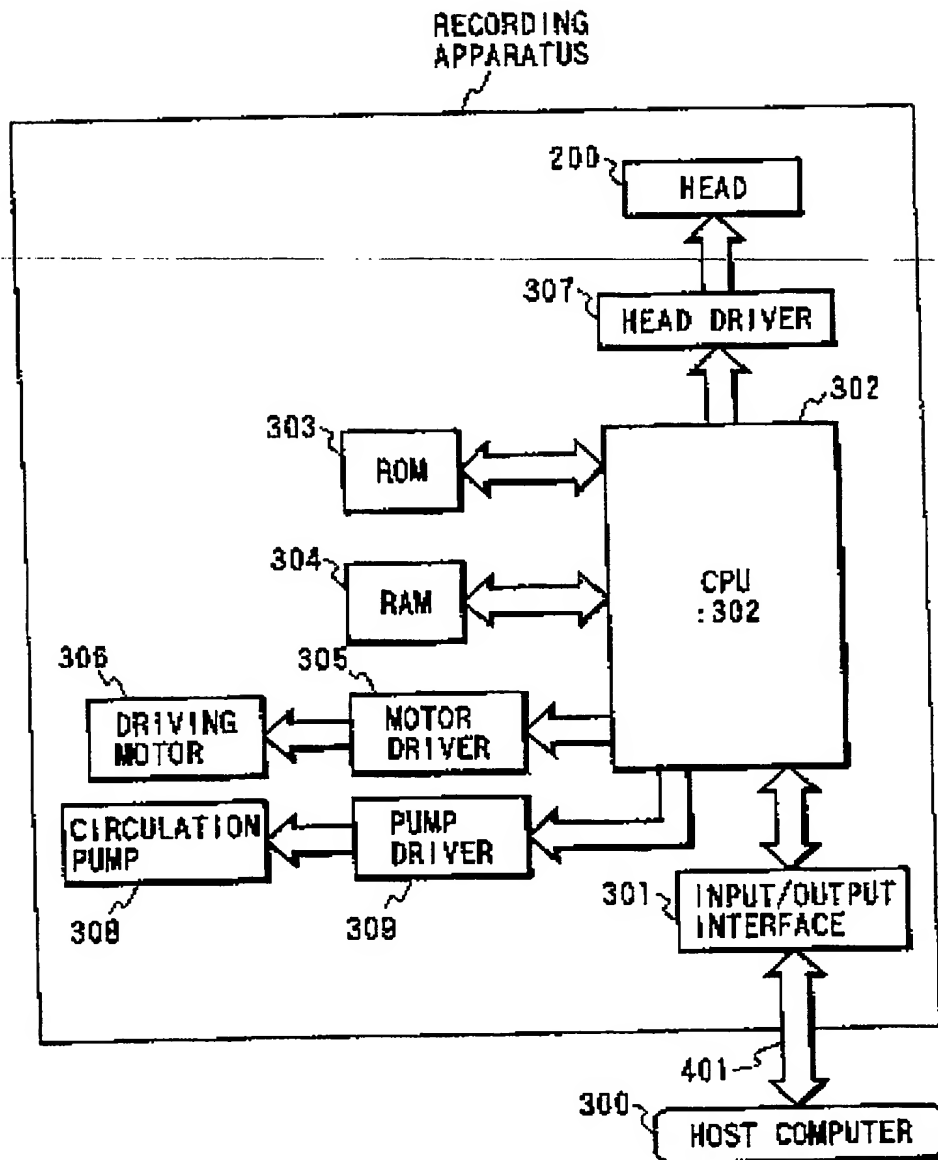 RECORDING
APPARATUS
200
HEAD
307
HEAD DRIVER
302
303
ROM
304
RAM
CPU
:302
306
305
DRIVING
MOTOR
MOTOR
DRIVER
CIRCULATION
PUMP
PUMP
DRIVER
308
309
301
INPUT/OUTPUT
INTERFACE
401
300
HOST COMPUTER